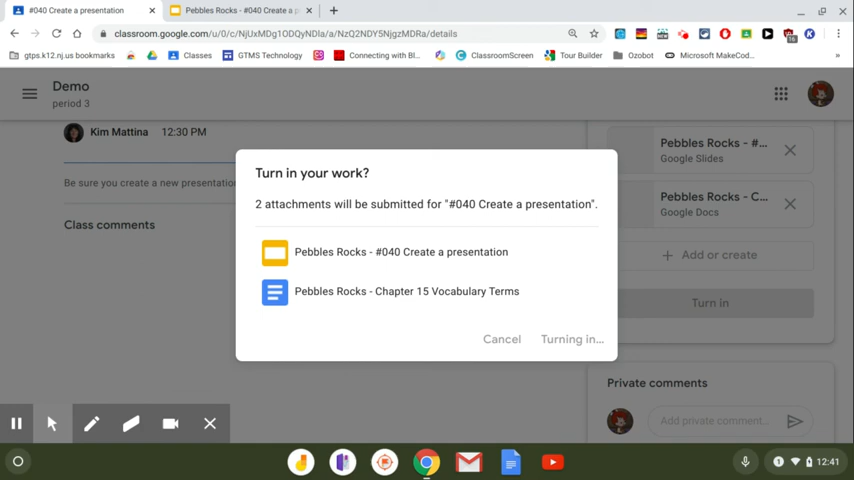 #040 Create a presentation
Pebbles Rocks - #040 Create a p
classroom.google.com/u/0/c/NjUxMDg1ODQyNDla/a/NzQ2NDY5NjgzMDRa/details
gtps.k12.nj.us bookmarks
Classes
GTMS Technology
Connecting with Bl...
ClassroomScreen
Tour Builder
Ozobot
Microsoft MakeCod...
»
Demo
period 3
Kim Mattina 12:30 PM
Be sure you create a new presentation
Class comments
Pebbles Rocks - #...
Google Slides
Pebbles Rocks - C...
Google Docs
+ Add or create
Turn in
Turn in your work?
2 attachments will be submitted for "#040 Create a presentation".
Pebbles Rocks - #040 Create a presentation
Pebbles Rocks - Chapter 15 Vocabulary Terms
Cancel
Turning in...
Private comments
Add private comment...
1
12:41